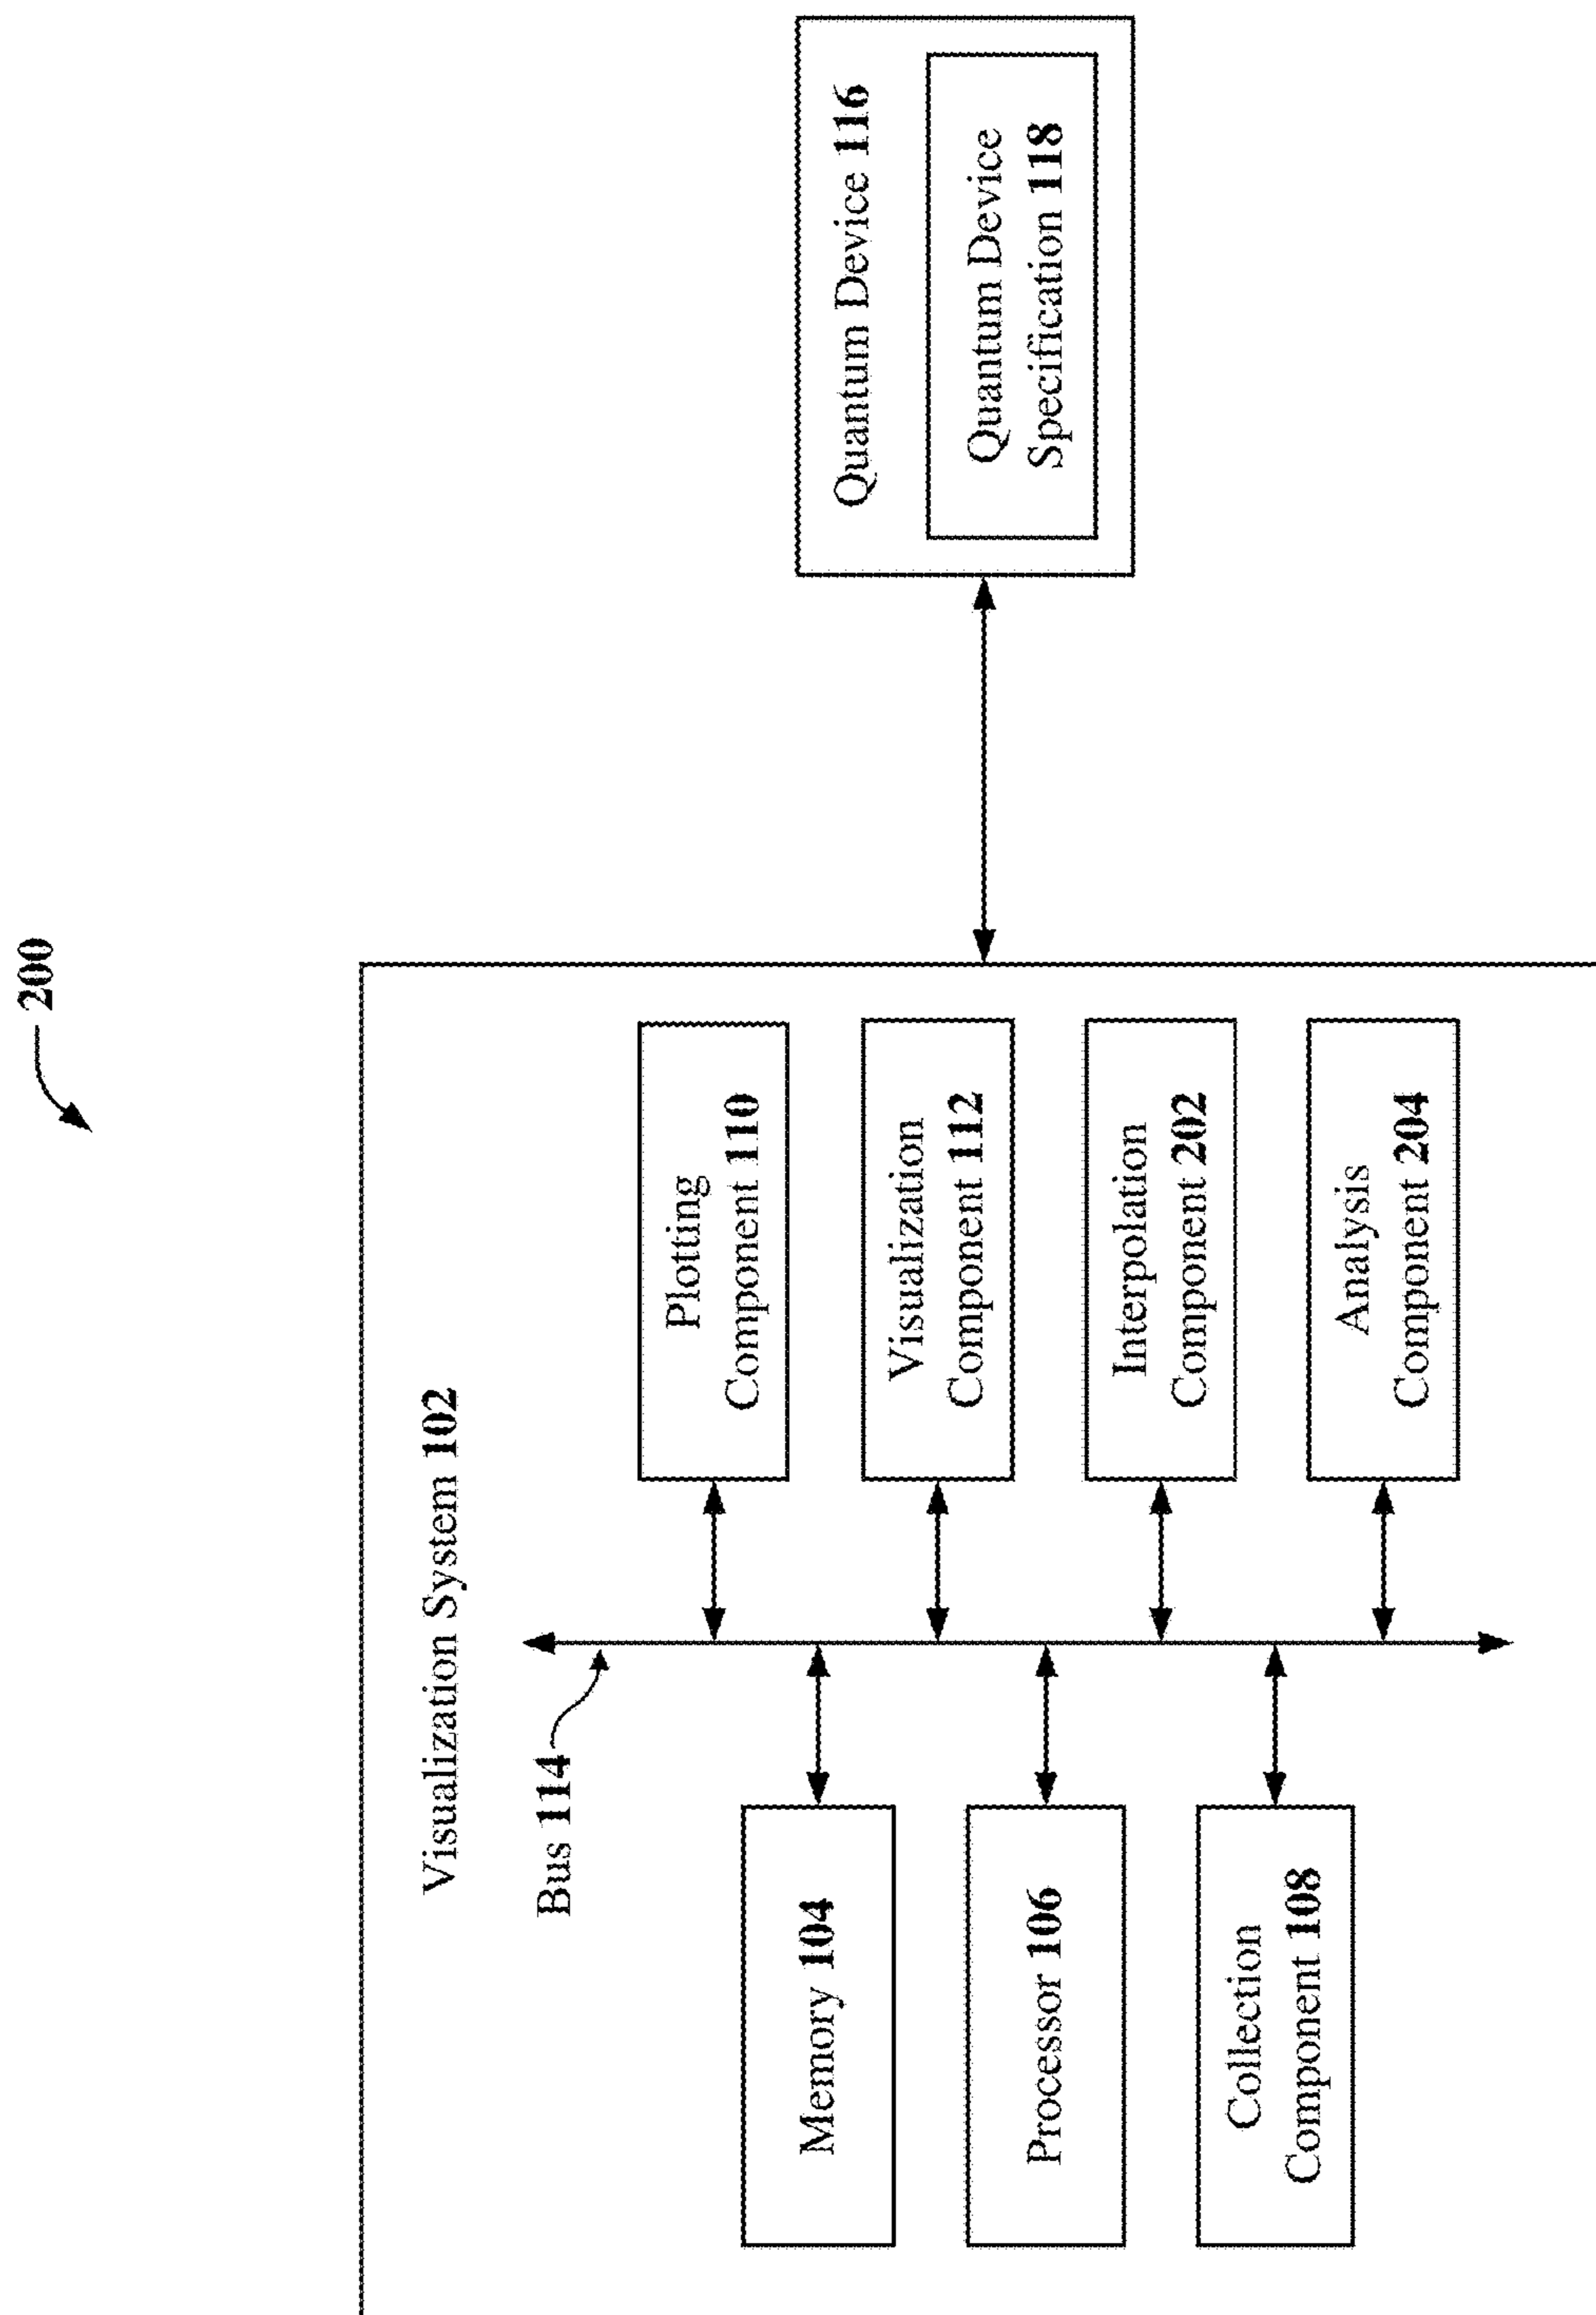 200
Visualization System 102
Bus 114
Memory 104
Processor 106
Collection
Component 108
Plotting
Component 110
Visualization
Component 112
Interpolation
Component 202
Analysis
Component 204
Quantum Device 116
Quantum Device
Specification 118